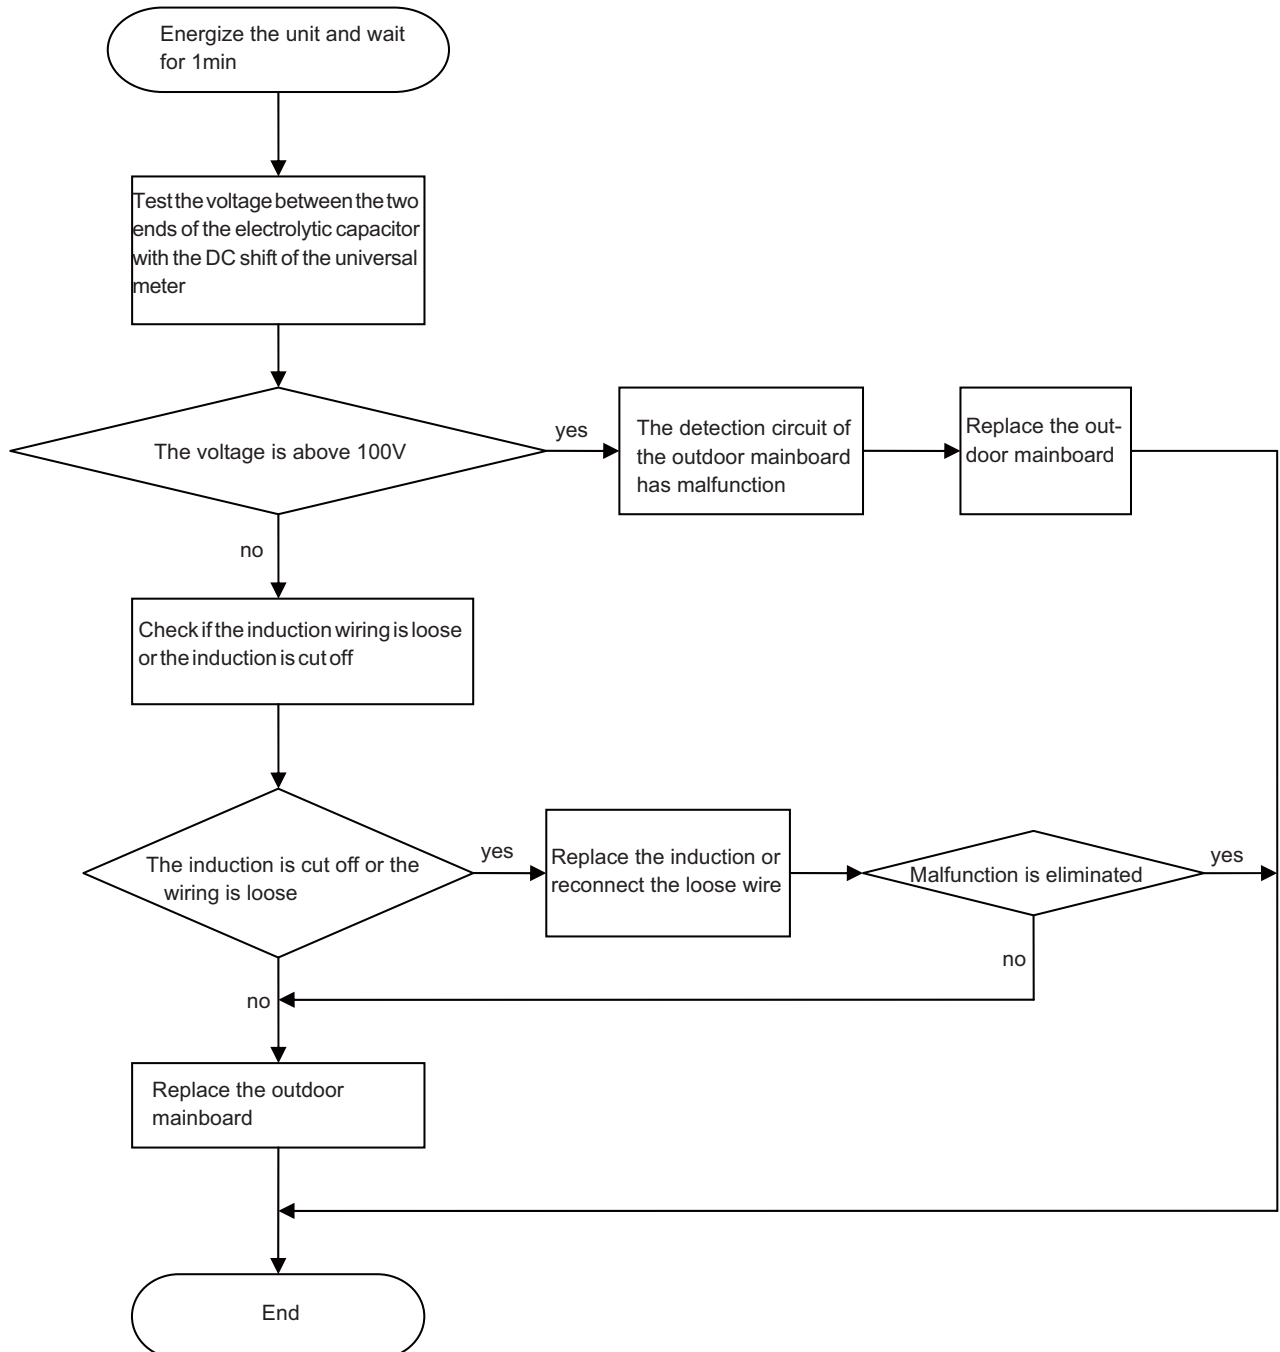 Energize the unit and wait
for 1min
Test the voltage between the two
ends of the electrolytic capacitor
with the DC shift of the universal
meter
The voltage is above 100V
yes
The detection circuit of
the outdoor mainboard
has malfunction
Replace the out-
door mainboard
no
Check if the induction wiring is loose
or the induction is cut off
The induction is cut off or the
wiring is loose
yes
Replace the induction or
reconnect the loose wire
Malfunction is eliminated
yes
no
no
Replace the outdoor
mainboard
End